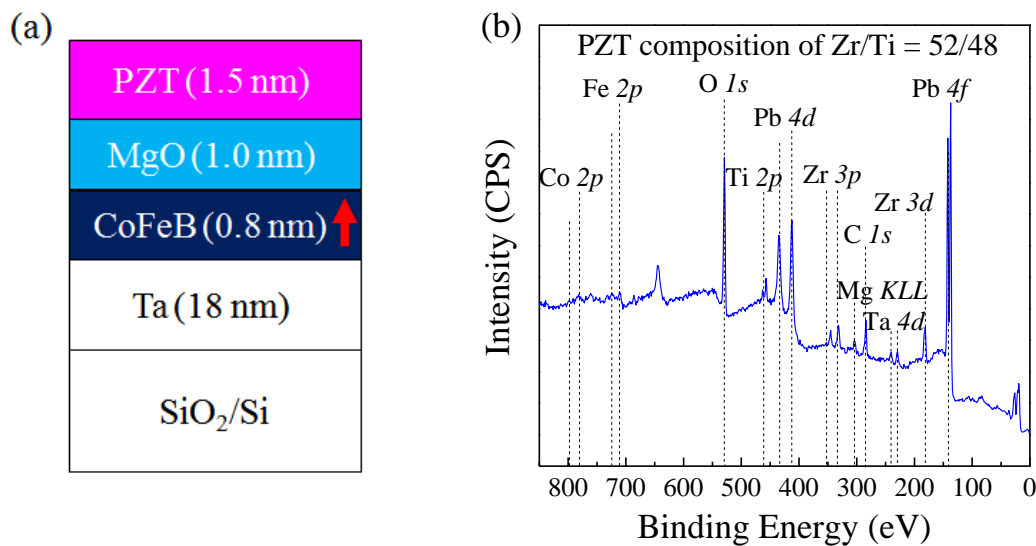 (a)
PZT (1.5 nm)
MgO (1.0 nm)
CoFeB (0.8 nm)
Ta (18 nm)
SiO₂/Si
(b)
PZT composition of Zr/Ti = 52/48
Fe 2p
O 1s
Pb 4d
Pb 4f
Co 2p
Ti 2p
Zr 3p
Zr 3d
C 1s
Mg KLL
Ta 4d
Intensity (CPS)
800 700 600 500 400 300 200 100 0
Binding Energy (eV)